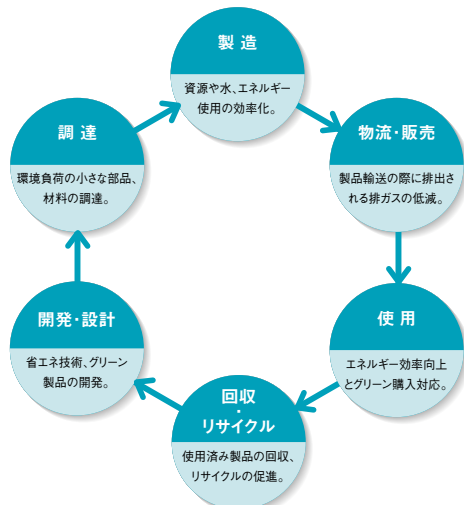 製造
資源や水、エネルギー
使用の効率化。
物流・販売
製品輸送の際に排出さ
れる排ガスの低減。
使用
エネルギー効率向上
とグリーン購入対応。
回収
・
リサイクル
使用済み製品の回収、
リサイクルの促進。
開発・設計
省エネ技術、グリーン
製品の開発。
調達
環境負荷の小さな部品、
材料の調達。